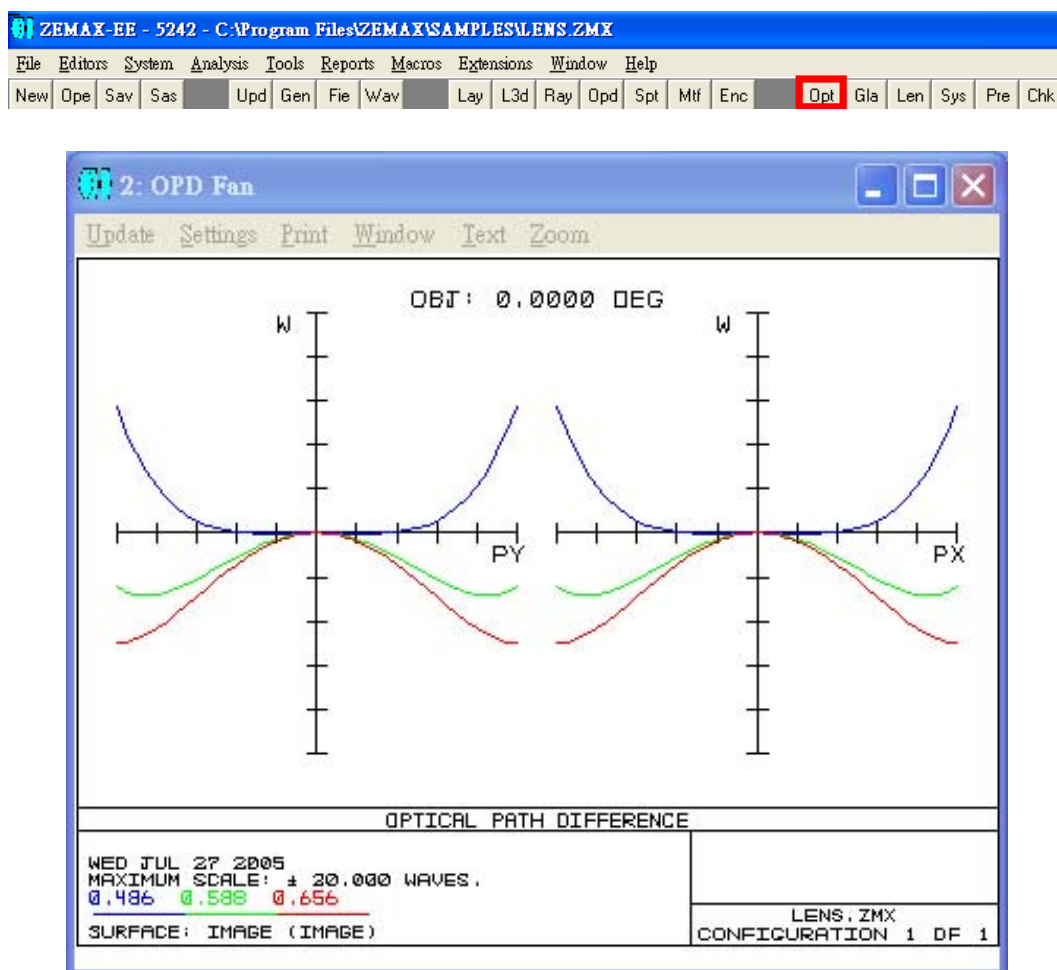 ZEMAX-EE - 5242 - C:\Program Files\ZEMAX\SAMPLES\LENS.ZMX
File Editors System Analysis Tools Reports Macros Extensions Window Help
New Ope Sav Sas Upd Gen Fie Wav Lay L3d Ray Opd Spt Mtf Enc Opt Gla Len Sys Pre Chk
2: OPD Fan
Update Settings Print Window Text Zoom
OBJ: 0.0000 DEG
W W
PY PX
OPTICAL PATH DIFFERENCE
WED JUL 27 2005
MAXIMUM SCALE: ± 20.000 WAVES.
0.486 0.588 0.656
SURFACE: IMAGE (IMAGE)
LENS.ZMX
CONFIGURATION 1 OF 1